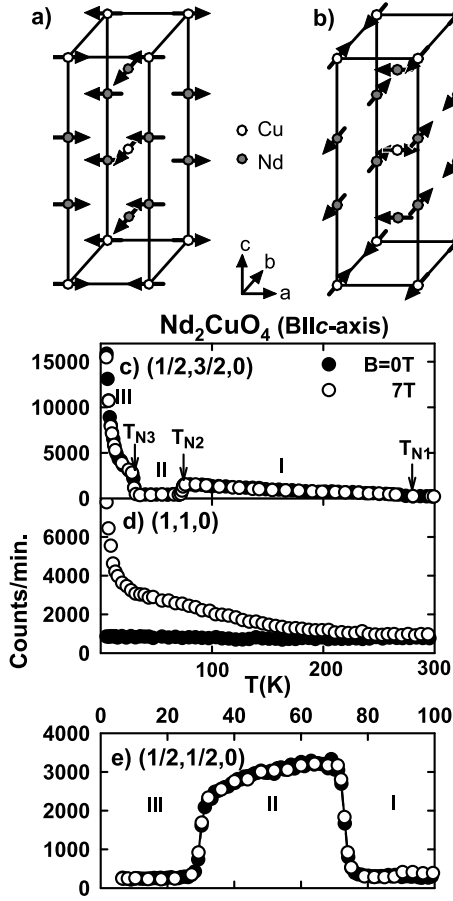 a)
b)
Cu
Nd
c
b
a
Nd2CuO4 (BIIc-axis)
15000
10000
5000
0
c) (1/2,3/2,0)
B=0T
7T
III
TN3
II
TN2
I
TN1
6000
4000
2000
0
d) (1,1,0)
Counts/min.
100
200
300
T(K)
0
20
40
60
80
100
4000
3000
2000
1000
0
e) (1/2,1/2,0)
III
II
I